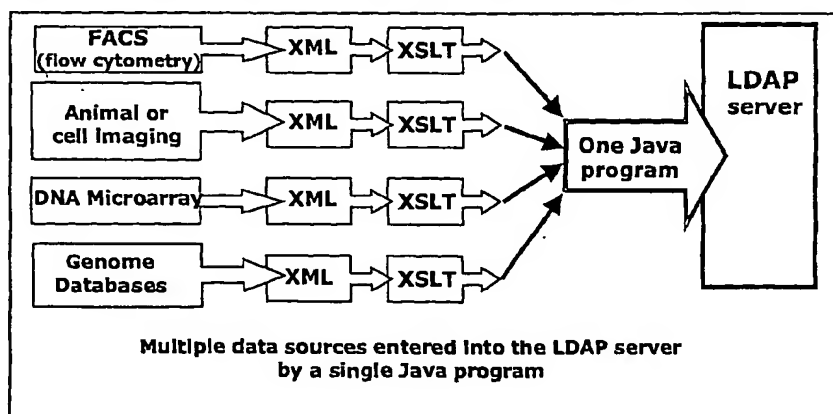 FACS
(flow cytometry)
XML
XSLT
Animal or
cell imaging
XML
XSLT
DNA Microarray
XML
XSLT
Genome
Databases
XML
XSLT
One Java
program
LDAP
server
Multiple data sources entered into the LDAP server
by a single Java program